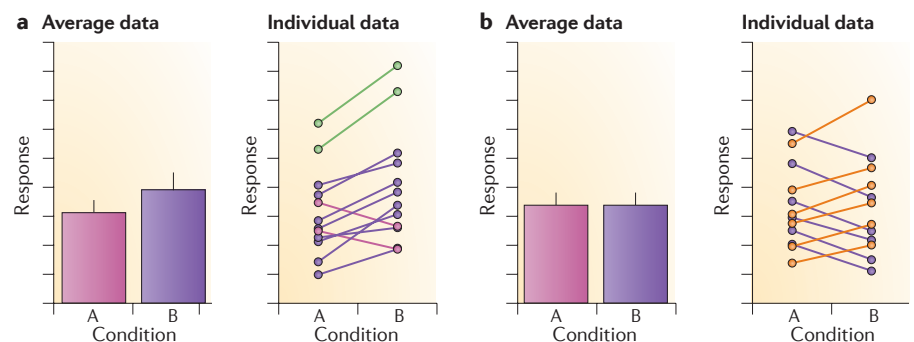 a Average data
Individual data
b Average data
Individual data
Response
Response
Response
Response
A
B
A
B
A
B
A
B
Condition
Condition
Condition
Condition